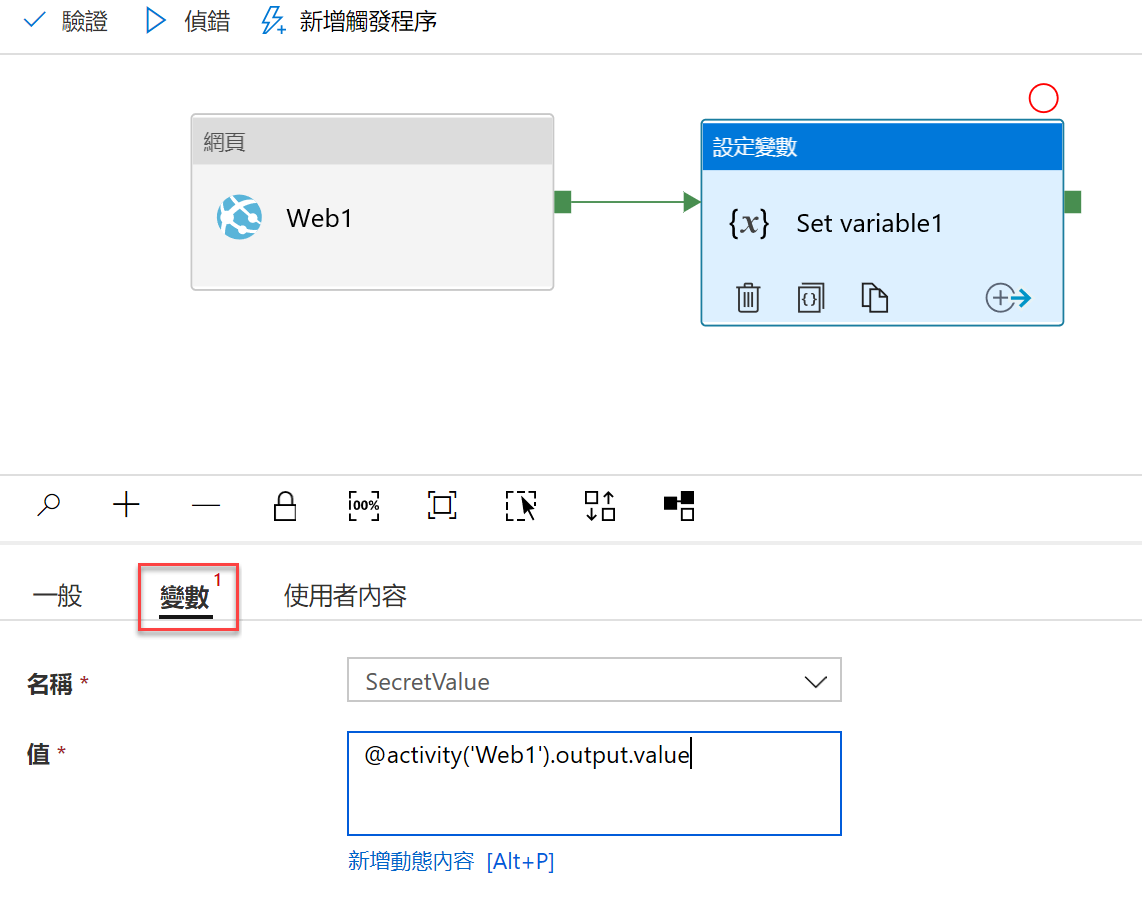 驗證 偵錯 新增觸發程序
網頁
Web1
設定變數
{x} Set variable1
{}
100%
一般 變數 1 使用者內容
名稱 * SecretValue
值 * @activity('Web1').output.value
新增動態內容 [Alt+P]